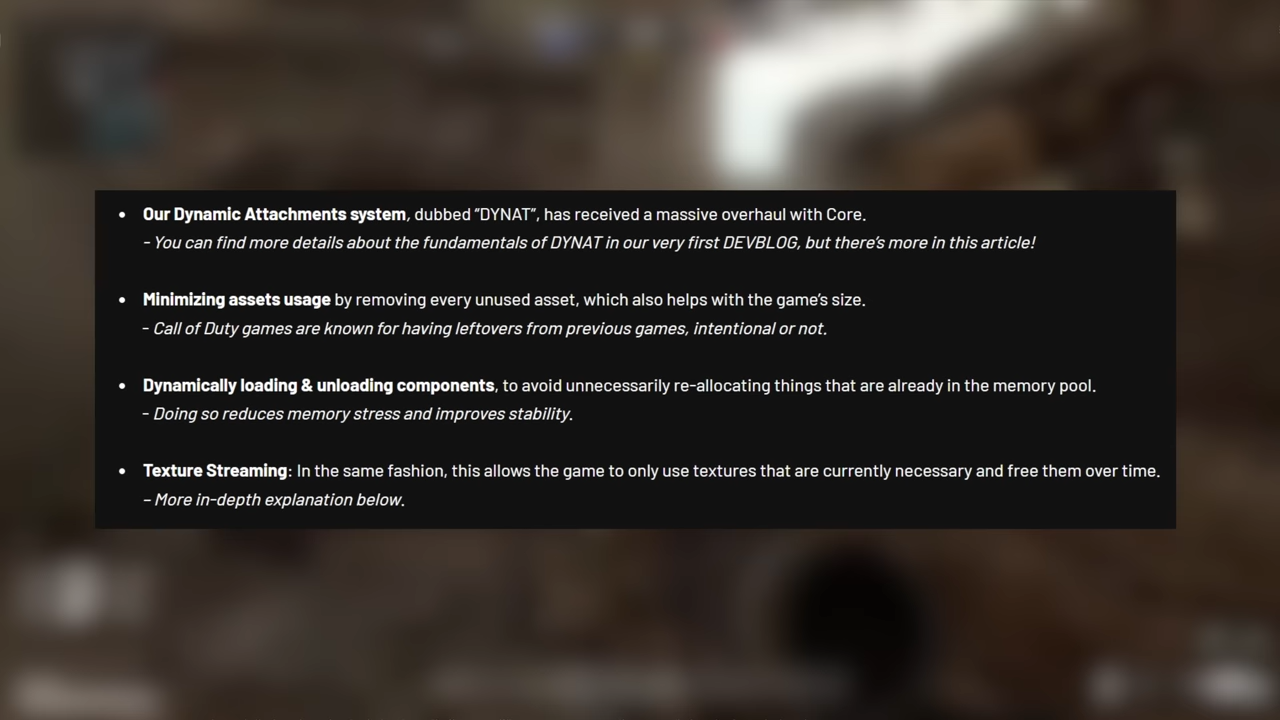 • Our Dynamic Attachments system, dubbed “DYNAT”, has received a massive overhaul with Core.
- You can find more details about the fundamentals of DYNAT in our very first DEVBLOG, but there’s more in this article!
• Minimizing assets usage by removing every unused asset, which also helps with the game’s size.
- Call of Duty games are known for having leftovers from previous games, intentional or not.
• Dynamically loading & unloading components, to avoid unnecessarily re-allocating things that are already in the memory pool.
- Doing so reduces memory stress and improves stability.
• Texture Streaming: In the same fashion, this allows the game to only use textures that are currently necessary and free them over time.
– More in-depth explanation below.